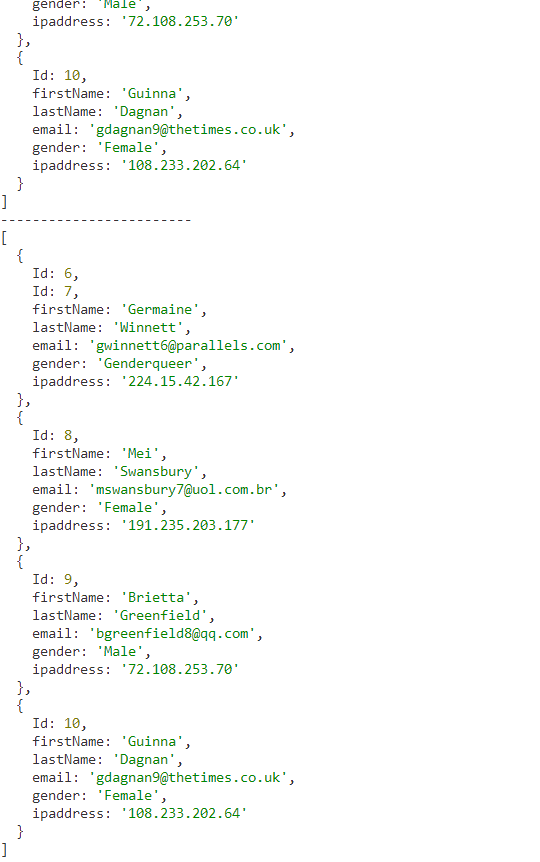 gender: 'Male',
ipaddress: '72.108.253.70'
},
{
Id: 10,
firstName: 'Guinna',
lastName: 'Dagnan',
email: 'gdagnan9@thetimes.co.uk',
gender: 'Female',
ipaddress: '108.233.202.64'
}
]
------------------------
[
{
Id: 6,
Id: 7,
firstName: 'Germaine',
lastName: 'Winnett',
email: 'gwinnett6@parallels.com',
gender: 'Genderqueer',
ipaddress: '224.15.42.167'
},
{
Id: 8,
firstName: 'Mei',
lastName: 'Swansbury',
email: 'mswansbury7@uol.com.br',
gender: 'Female',
ipaddress: '191.235.203.177'
},
{
Id: 9,
firstName: 'Brietta',
lastName: 'Greenfield',
email: 'bgreenfield8@qq.com',
gender: 'Male',
ipaddress: '72.108.253.70'
},
{
Id: 10,
firstName: 'Guinna',
lastName: 'Dagnan',
email: 'gdagnan9@thetimes.co.uk',
gender: 'Female',
ipaddress: '108.233.202.64'
}
]